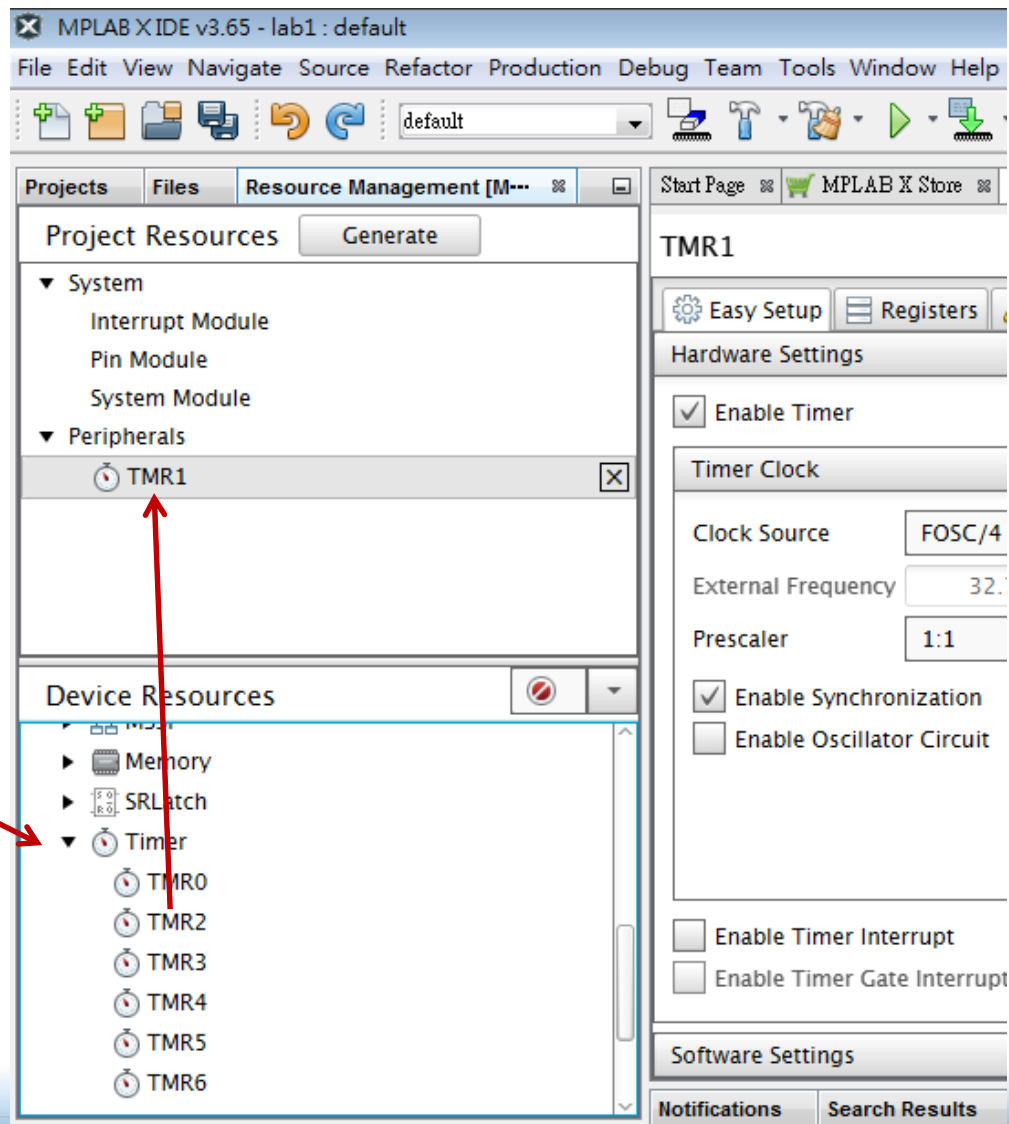 MPLAB X IDE v3.65 - lab1 : default
File Edit View Navigate Source Refactor Production Debug Team Tools Window Help
default
Projects Files Resource Management [M··· 
Start Page MPLAB X Store
Project Resources Generate
System
Interrupt Module
Pin Module
System Module
Peripherals
TMR1
Device Resources
Memory
SRLatch
Timer
TMR0
TMR2
TMR3
TMR4
TMR5
TMR6
TMR1
Easy Setup Registers
Hardware Settings
Enable Timer
Timer Clock
Clock Source FOSC/4
External Frequency 32.
Prescaler 1:1
Enable Synchronization
Enable Oscillator Circuit
Enable Timer Interrupt
Enable Timer Gate Interrupt
Software Settings
Notifications Search Results